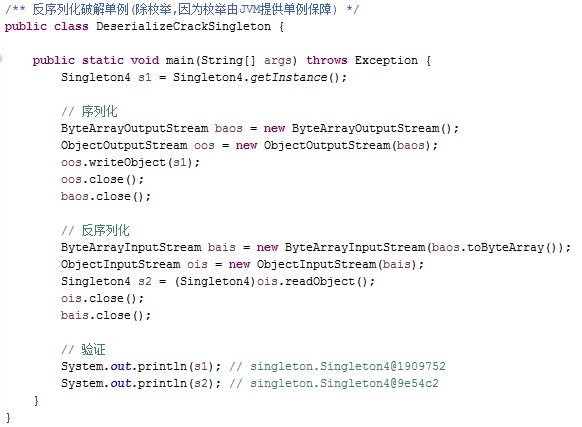 /** 反序列化破解单例(除枚举,因为枚举由JVM提供单例保障) */
public class DeserializeCrackSingleton {
public static void main(String[] args) throws Exception {
Singleton4 s1 = Singleton4.getInstance();
// 序列化
ByteArrayOutputStream baos = new ByteArrayOutputStream();
ObjectOutputStream oos = new ObjectOutputStream(baos);
oos.writeObject(s1);
oos.close();
baos.close();
// 反序列化
ByteArrayInputStream bais = new ByteArrayInputStream(baos.toByteArray());
ObjectInputStream ois = new ObjectInputStream(bais);
Singleton4 s2 = (Singleton4)ois.readObject();
ois.close();
bais.close();
// 验证
System.out.println(s1); // singleton.Singleton4@1909752
System.out.println(s2); // singleton.Singleton4@9e54c2
}
}